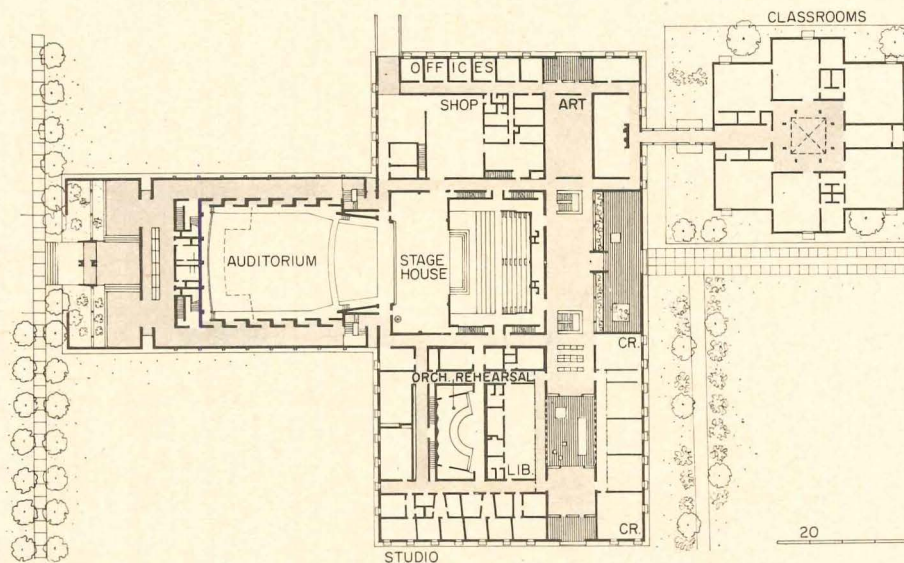 CLASSROOMS
OFFICES
SHOP
ART
AUDITORIUM
STAGE
HOUSE
CR.
ORCH. REHEARSAL
LIB.
CR.
20
STUDIO